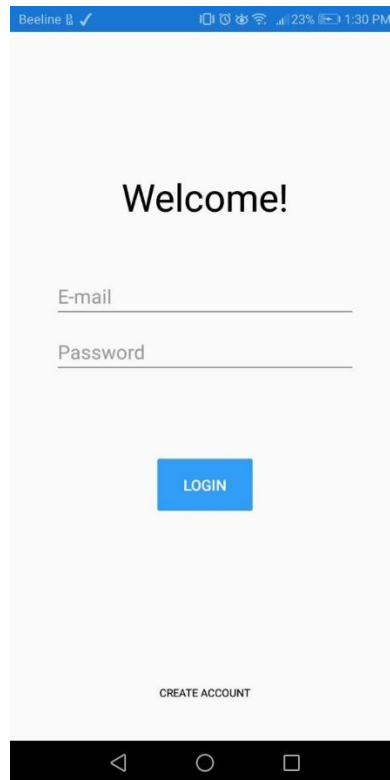 Beeline
23% 1:30 PM
Welcome!
E-mail
Password
LOGIN
CREATE ACCOUNT